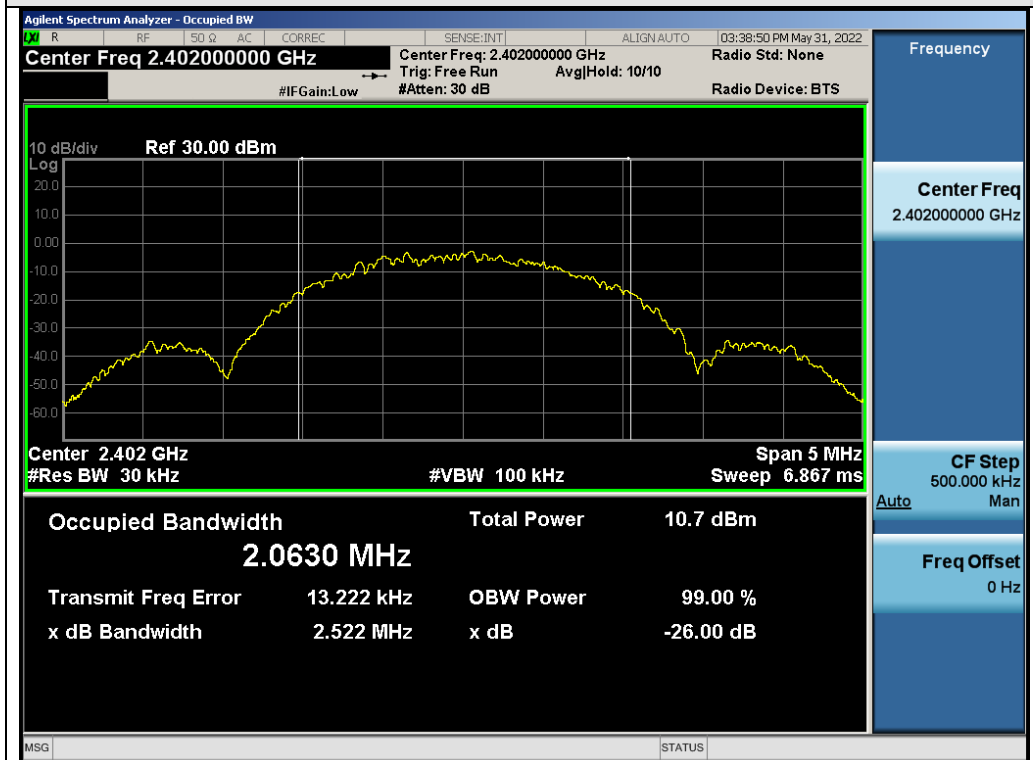 Agilent Spectrum Analyzer - Occupied BW
LXI R RF 50 Ω AC CORREC SENSE:INT ALIGN AUTO 03:38:50 PM May 31, 2022
Center Freq 2.402000000 GHz
Center Freq: 2.402000000 GHz
Radio Std: None
Trig: Free Run Avg|Hold: 10/10
#IFGain:Low
#Atten: 30 dB
Radio Device: BTS
10 dB/div Ref 30.00 dBm
Log
20.0
10.0
0.00
-10.0
-20.0
-30.0
-40.0
-50.0
-60.0
Center 2.402 GHz Span 5 MHz
#Res BW 30 kHz #VBW 100 kHz Sweep 6.867 ms
Occupied Bandwidth Total Power 10.7 dBm
2.0630 MHz
Transmit Freq Error 13.222 kHz OBW Power 99.00 %
x dB Bandwidth 2.522 MHz x dB -26.00 dB
Frequency
Center Freq
2.402000000 GHz
CF Step
500.000 kHz
Auto Man
Freq Offset
0 Hz
MSG STATUS